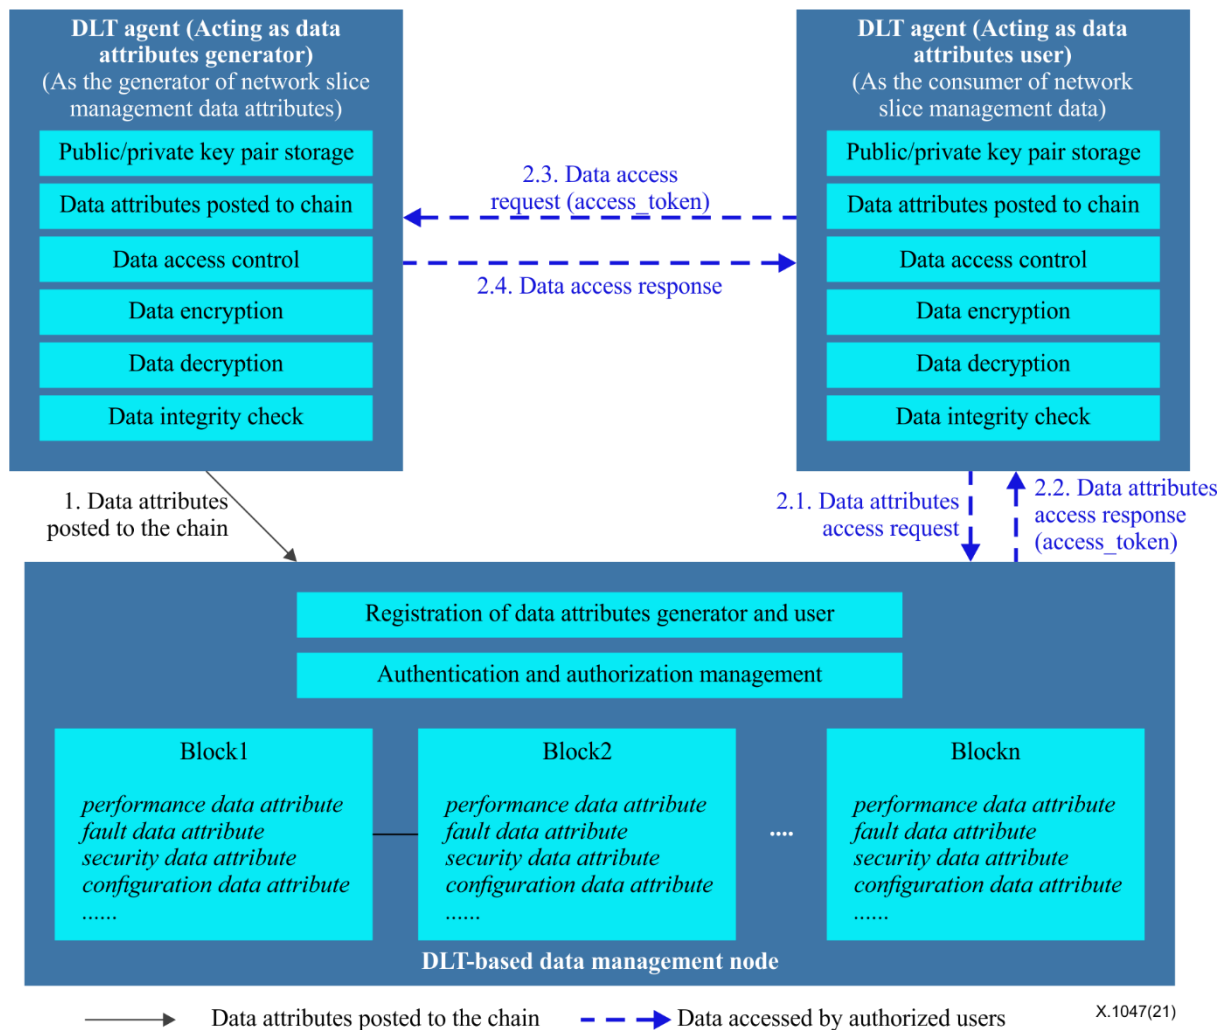 DLT agent (Acting as data
attributes generator)
(As the generator of network slice
management data attributes)
Public/private key pair storage
Data attributes posted to chain
Data access control
Data encryption
Data decryption
Data integrity check
2.3. Data access
request (access_token)
2.4. Data access response
DLT agent (Acting as data
attributes user)
(As the consumer of network
slice management data)
Public/private key pair storage
Data attributes posted to chain
Data access control
Data encryption
Data decryption
Data integrity check
1. Data attributes
posted to the chain
2.1. Data attributes
access request
2.2. Data attributes
access response
(access_token)
Registration of data attributes generator and user
Authentication and authorization management
Block1
performance data attribute
fault data attribute
security data attribute
configuration data attribute
......
Block2
performance data attribute
fault data attribute
security data attribute
configuration data attribute
......
....
Blockn
performance data attribute
fault data attribute
security data attribute
configuration data attribute
......
DLT-based data management node
Data attributes posted to the chain
Data accessed by authorized users
X.1047(21)